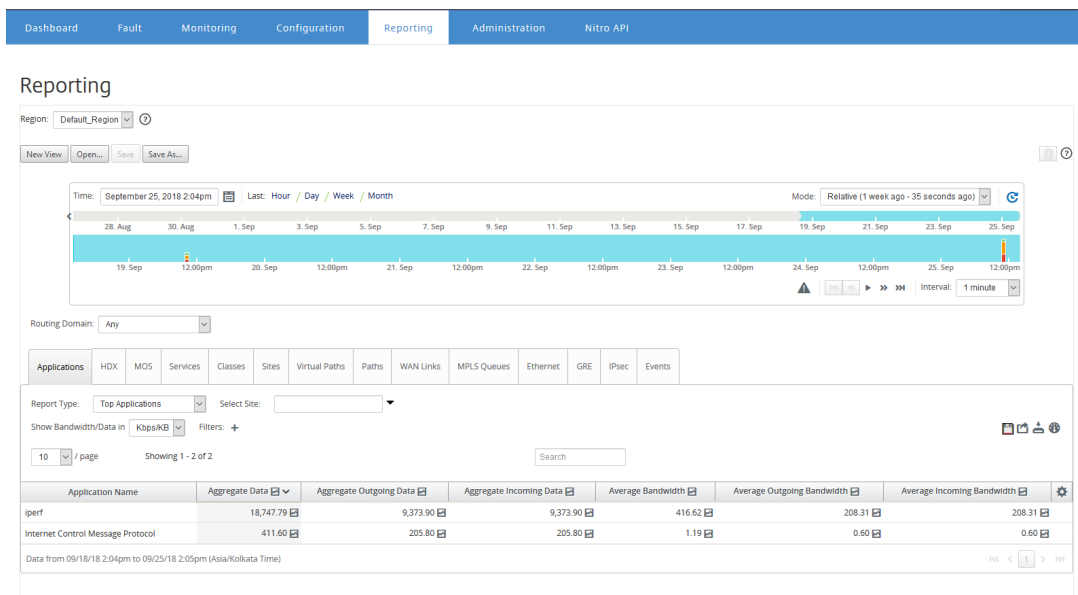 Dashboard Fault Monitoring Configuration Reporting Administration Nitro API
Reporting
Region: Default_Region ?
New View Open... Save Save As... ?
Time: September 25, 2018 2:04pm Last: Hour / Day / Week / Month Mode: Relative (1 week ago - 35 seconds ago)
28. Aug 30. Aug 1. Sep 3. Sep 5. Sep 7. Sep 9. Sep 11. Sep 13. Sep 15. Sep 17. Sep 19. Sep 21. Sep 23. Sep 25. Sep
19. Sep 12:00pm 20. Sep 12:00pm 21. Sep 12:00pm 22. Sep 12:00pm 23. Sep 12:00pm 24. Sep 12:00pm 25. Sep 12:00pm
Interval: 1 minute
Routing Domain: Any
Applications HDX MOS Services Classes Sites Virtual Paths Paths WAN Links MPLS Queues Ethernet GRE IPsec Events
Report Type: Top Applications Select Site:
Show Bandwidth/Data in Kbps/KB Filters: +
10 / page Showing 1 - 2 of 2 Search
Application Name Aggregate Data Aggregate Outgoing Data Aggregate Incoming Data Average Bandwidth Average Outgoing Bandwidth Average Incoming Bandwidth
iperf 18,747.79 9,373.90 9,373.90 416.62 208.31 208.31
Internet Control Message Protocol 411.60 205.80 205.80 1.19 0.60 0.60
Data from 09/18/18 2:04pm to 09/25/18 2:05pm (Asia/Kolkata Time) 1